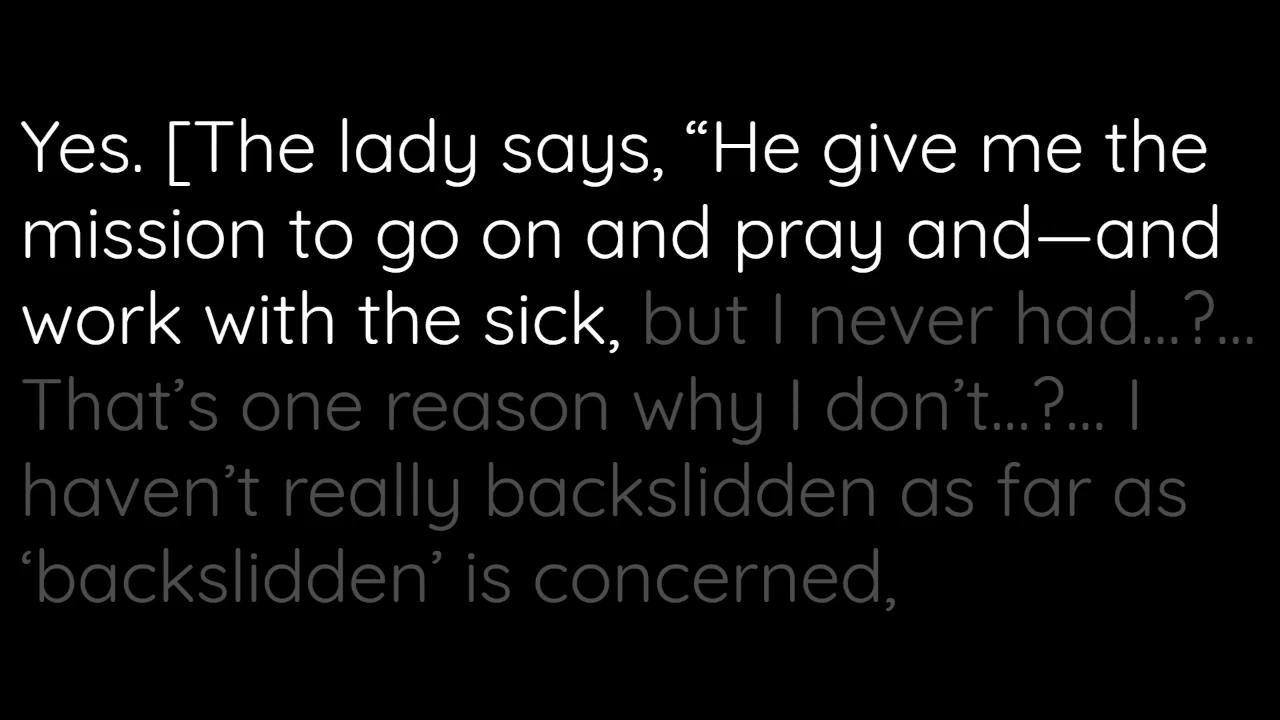 Yes. [The lady says, “He give me the
mission to go on and pray and—and
work with the sick, but I never had...?...
That’s one reason why I don’t...?... I
haven’t really backslidden as far as
‘backslidden’ is concerned,